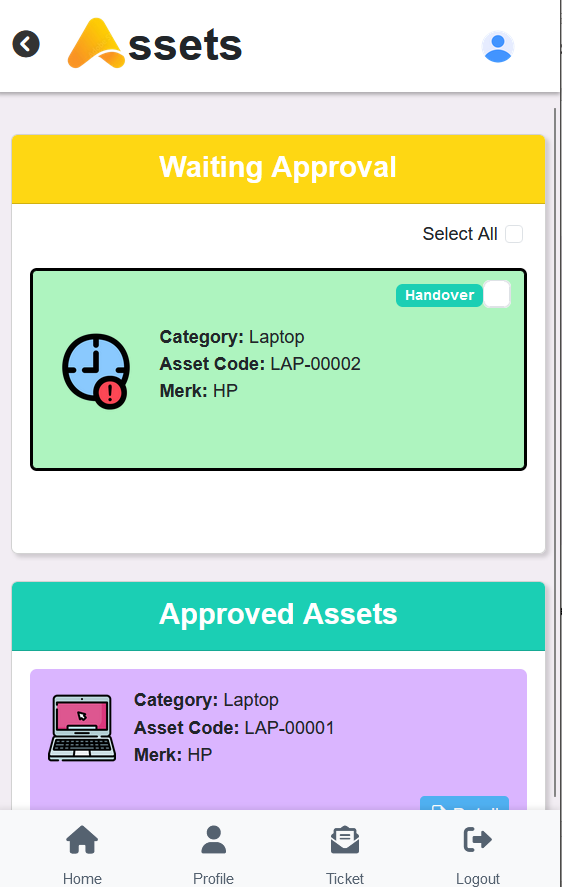 Assets
Waiting Approval
Select All
Handover
Category: Laptop
Asset Code: LAP-00002
Merk: HP
Approved Assets
Category: Laptop
Asset Code: LAP-00001
Merk: HP
Home
Profile
Ticket
Logout